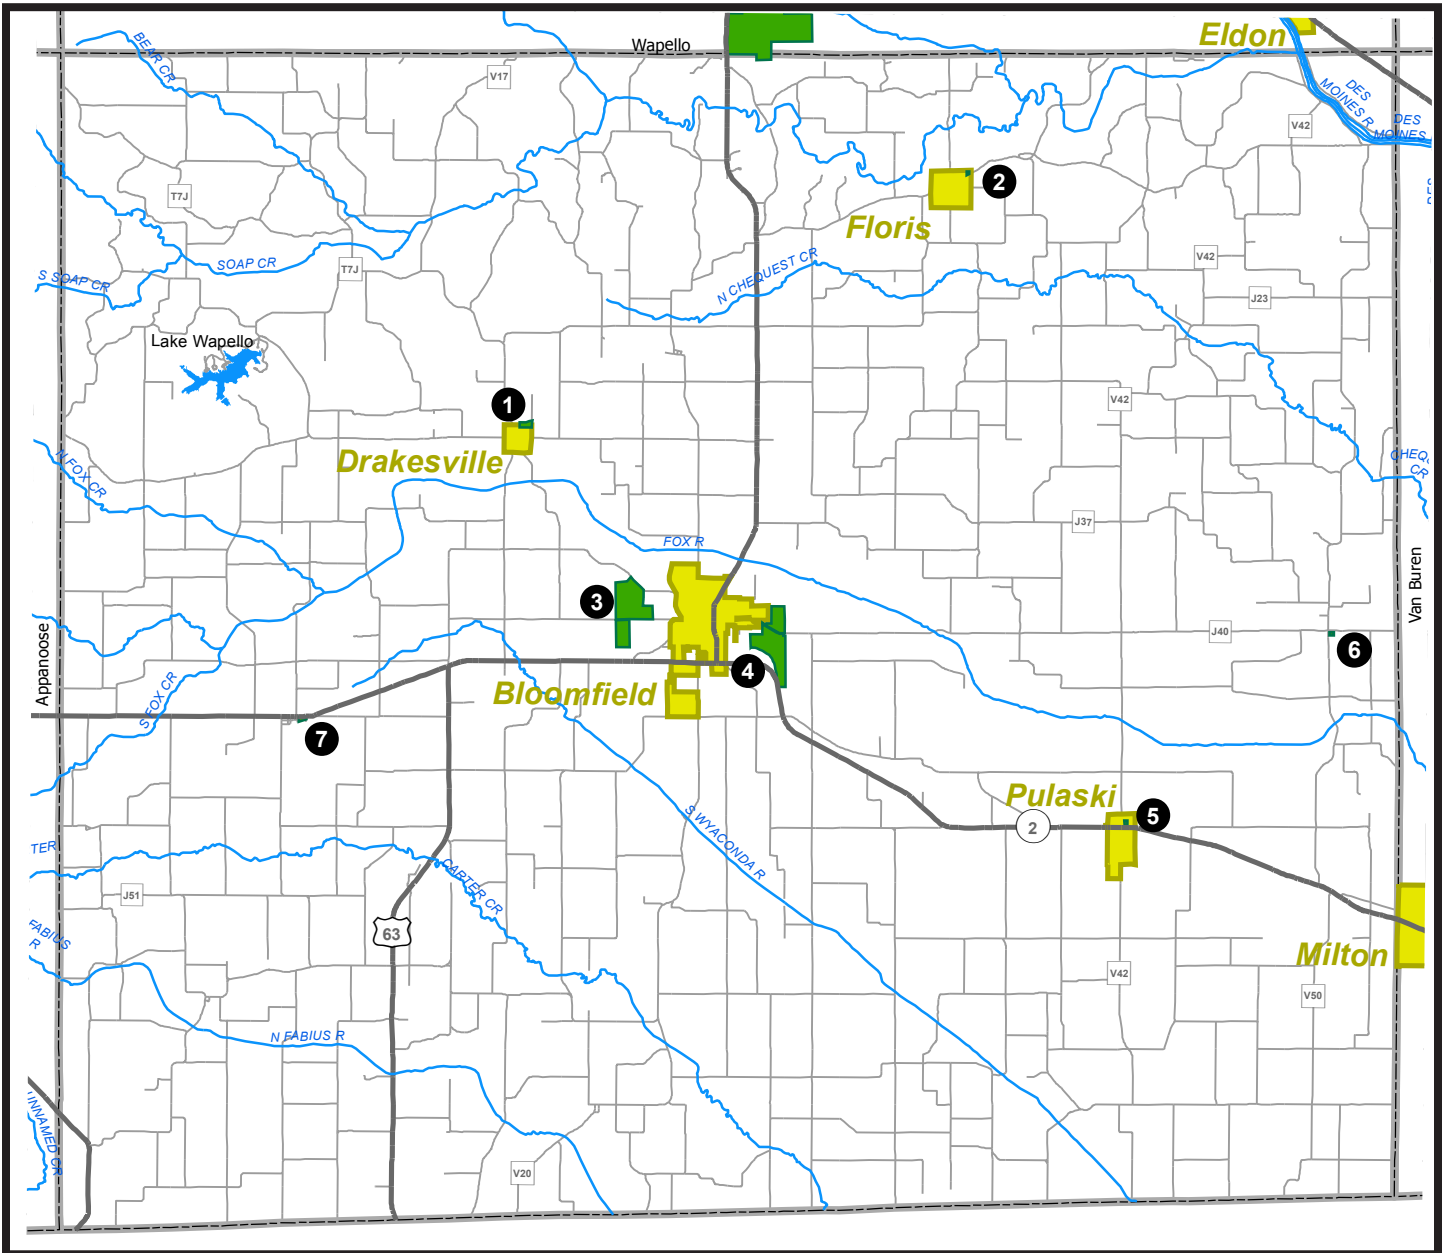 Eldon
Wapello
BEAR CR
V17
DES
MOINES R
DES
MOINES
V42
T7J
2
Floris
SOAP CR
T7J
S SOAP CR
N CHEQUEST CR
V42
J23
Lake Wapello
1
V42
Drakesville
CHEQ
CR
N FOX CR
J37
FOX R
Van Buren
3
Appanoose
J40
6
4
Bloomfield
S FOX CR
7
Pulaski
5
2
S WYACONDA R
TER
CARTER CR
J51
FABIUS
R
63
Milton
V42
V50
N FABIUS R
UNNAMED CR
V20